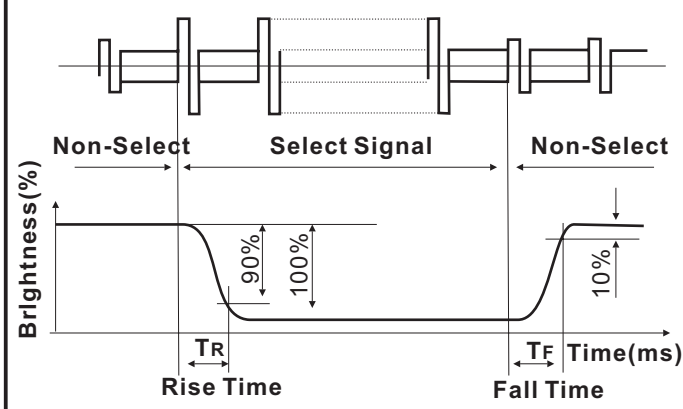 Non-Select Select Signal Non-Select
BrIghtness(%)
90%
100%
10%
TR TF Time(ms)
Rise Time Fall Time